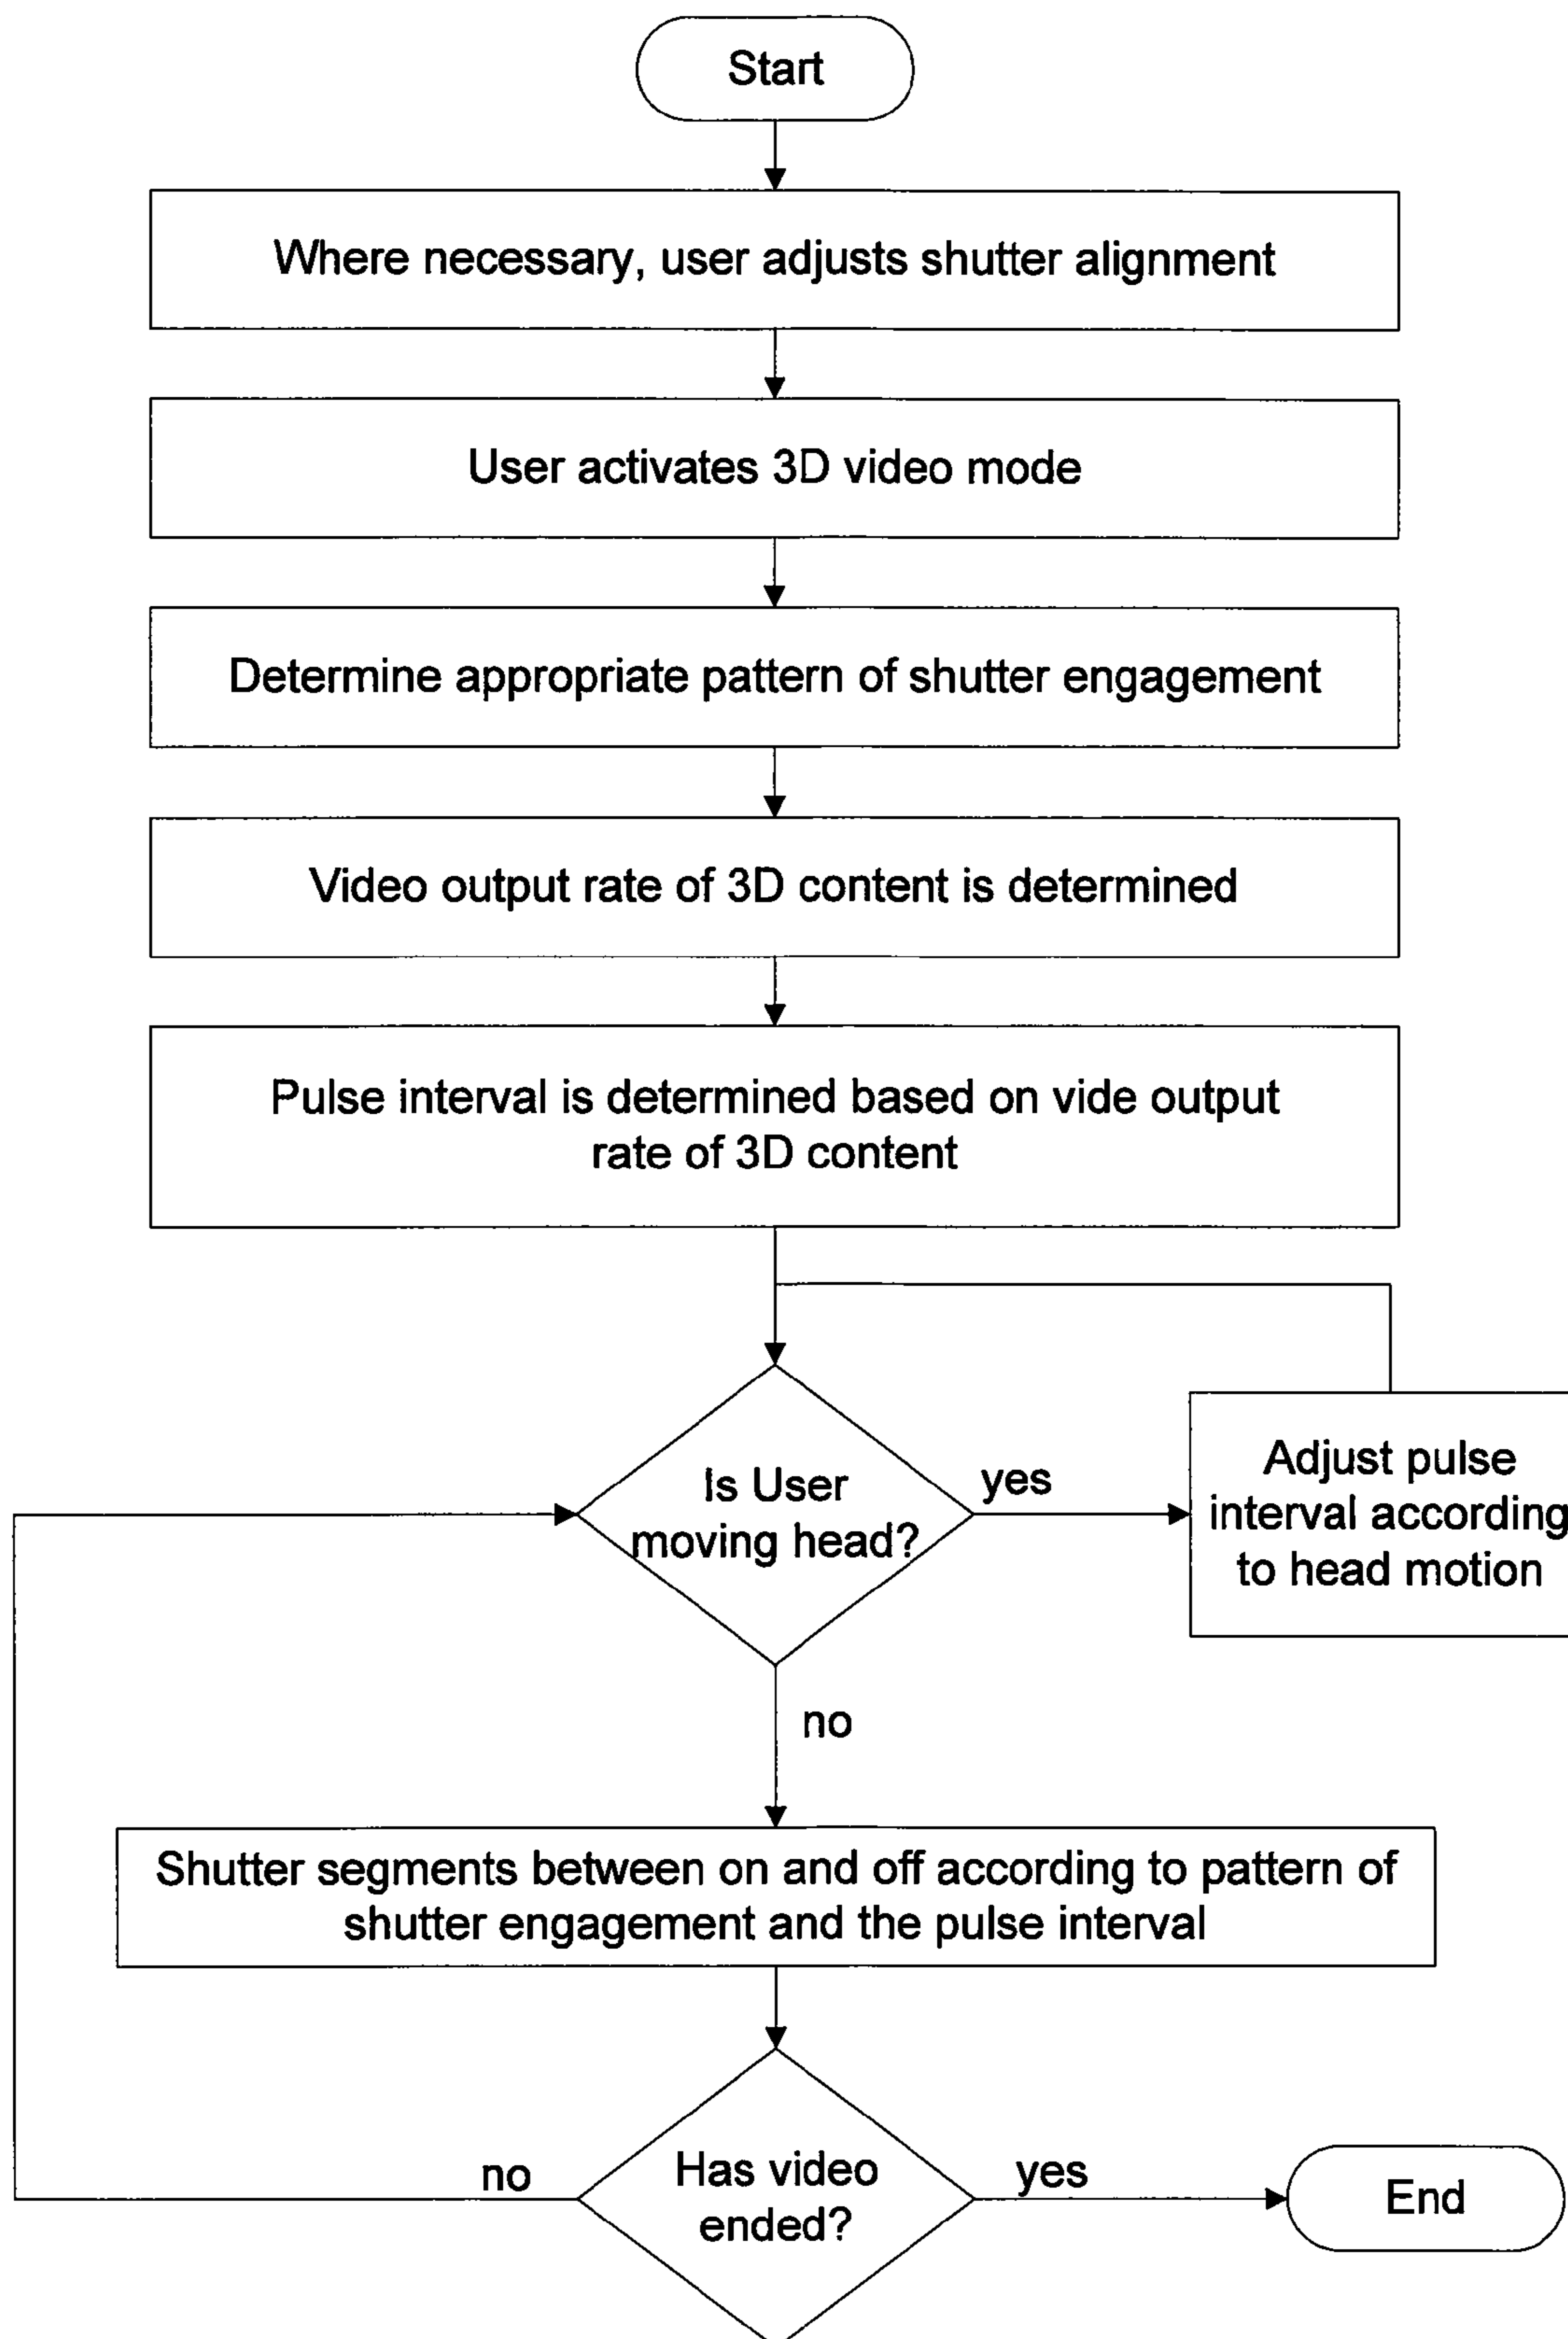 Start
Where necessary, user adjusts shutter alignment
User activates 3D video mode
Determine appropriate pattern of shutter engagement
Video output rate of 3D content is determined
Pulse interval is determined based on vide output
rate of 3D content
Is User
moving head?
yes
Adjust pulse
interval according
to head motion
no
Shutter segments between on and off according to pattern of
shutter engagement and the pulse interval
Has video
ended?
no
yes
End